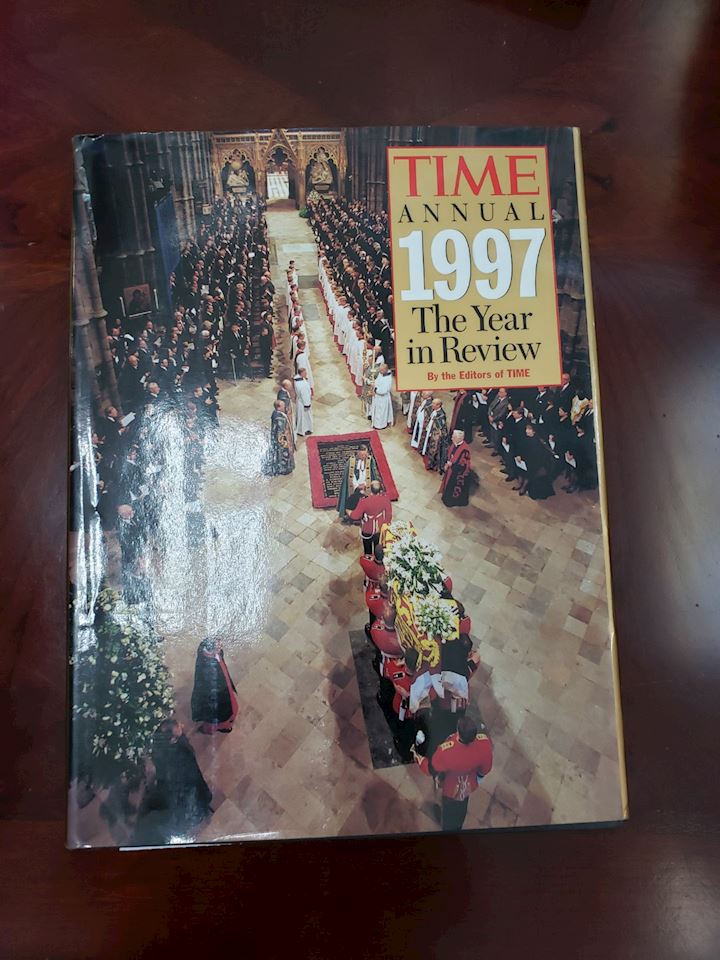 TIME
ANNUAL
1997
The Year
in Review
By the Editors of TIME